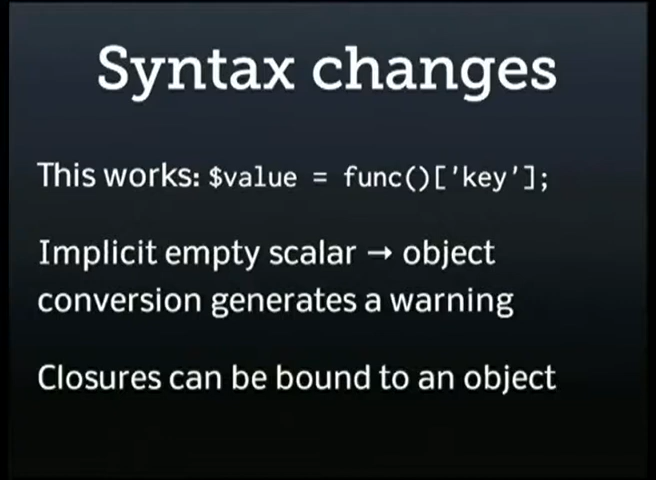 Syntax changes
This works: $value = func()['key'];
Implicit empty scalar → object
conversion generates a warning
Closures can be bound to an object